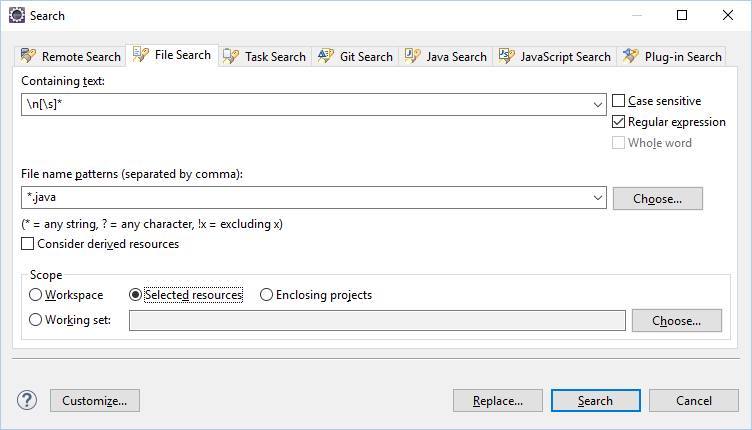 Search
Remote Search File Search Task Search Git Search Java Search JavaScript Search Plug-in Search
Containing text:
\n[\s]*
Case sensitive
Regular expression
Whole word
File name patterns (separated by comma):
*.java
Choose...
(* = any string, ? = any character, !x = excluding x)
Consider derived resources
Scope
Workspace Selected resources Enclosing projects
Working set: Choose...
? Customize... Replace... Search Cancel